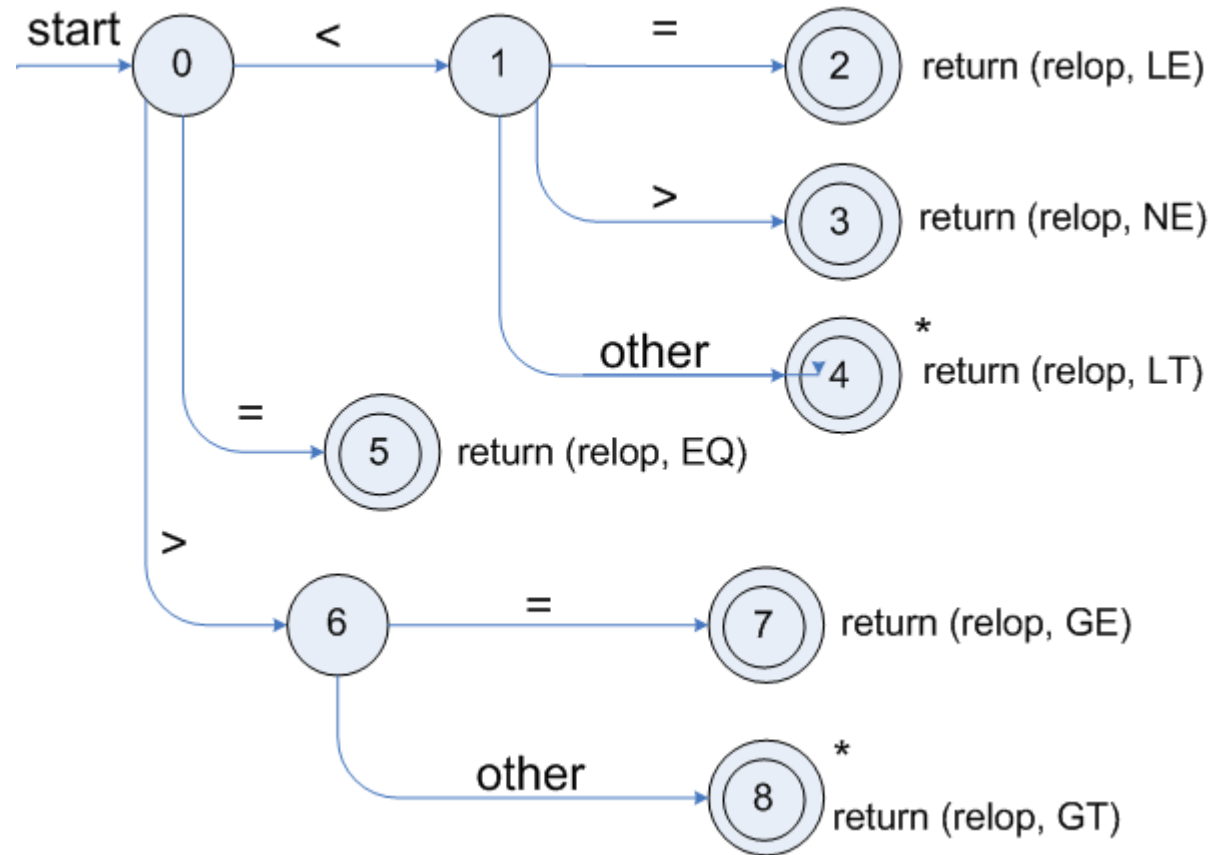 start
0
<
1
=
2
return (relop, LE)
>
3
return (relop, NE)
other
4
*
return (relop, LT)
=
5
return (relop, EQ)
>
6
=
7
return (relop, GE)
other
8
*
return (relop, GT)